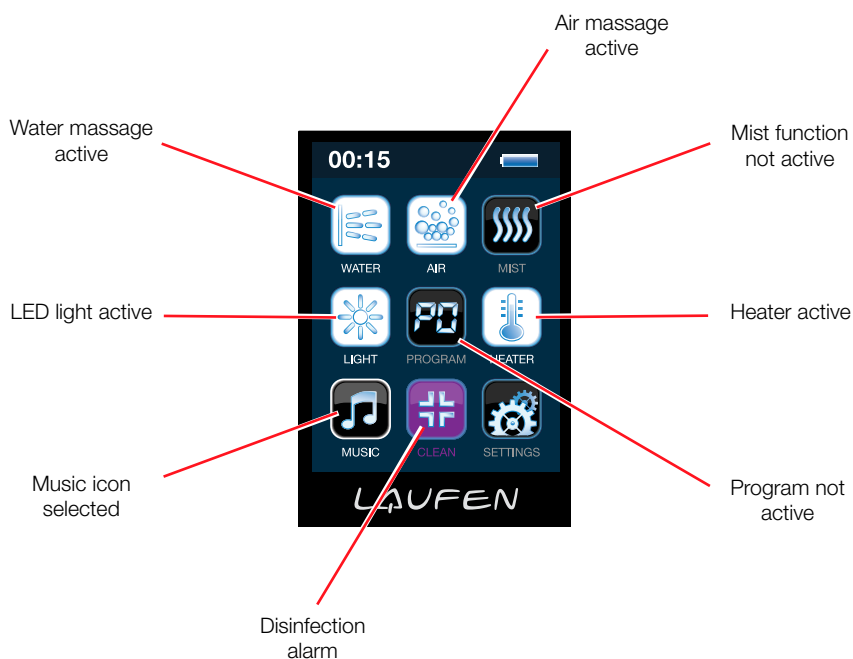 Air massage
active
Water massage
active
Mist function
not active
00:15
WATER
AIR
MIST
LED light active
Heater active
P0
LIGHT
PROGRAM
HEATER
MUSIC
CLEAN
SETTINGS
Music icon
selected
LAUFEN
Program not
active
Disinfection
alarm